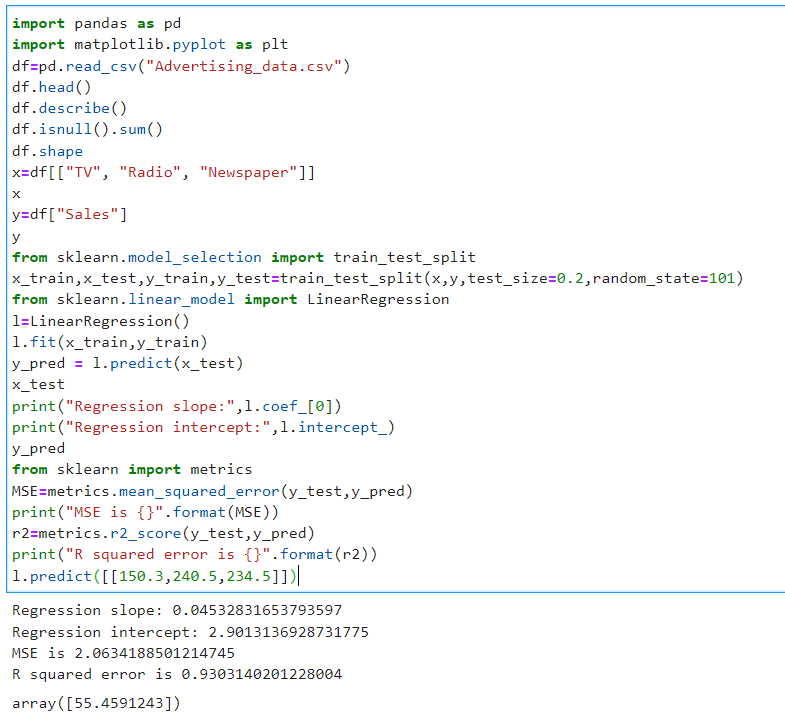 import pandas as pd
import matplotlib.pyplot as plt
df=pd.read_csv("Advertising_data.csv")
df.head()
df.describe()
df.isnull().sum()
df.shape
x=df[["TV", "Radio", "Newspaper"]]
x
y=df["Sales"]
y
from sklearn.model_selection import train_test_split
x_train,x_test,y_train,y_test=train_test_split(x,y,test_size=0.2,random_state=101)
from sklearn.linear_model import LinearRegression
l=LinearRegression()
l.fit(x_train,y_train)
y_pred = l.predict(x_test)
x_test
print("Regression slope:",l.coef_[0])
print("Regression intercept:",l.intercept_)
y_pred
from sklearn import metrics
MSE=metrics.mean_squared_error(y_test,y_pred)
print("MSE is {}".format(MSE))
r2=metrics.r2_score(y_test,y_pred)
print("R squared error is {}".format(r2))
l.predict([[150.3,240.5,234.5]])
Regression slope: 0.04532831653793597
Regression intercept: 2.9013136928731775
MSE is 2.0634188501214745
R squared error is 0.9303140201228004
array([55.4591243])